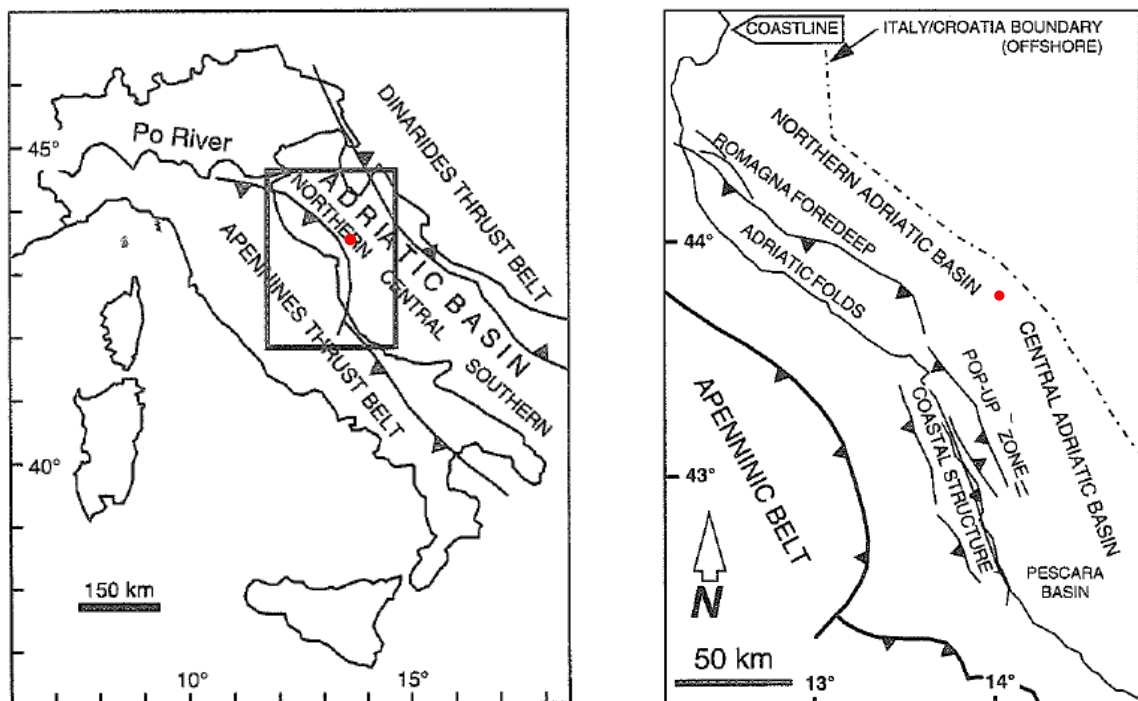 Po River
DINARIDES THRUST BELT
ADRIATIC BASIN
NORTHERN
CENTRAL
SOUTHERN
APENNINES THRUST BELT
45°
40°
150 km
10°
15°
COASTLINE
ITALY/CROATIA BOUNDARY
(OFFSHORE)
NORTHERN ADRIATIC BASIN
ROMAGNA FOREDEEP
ADRIATIC FOLDS
44°
CENTRAL ADRIATIC BASIN
POP-UP ZONE
COASTAL STRUCTURE
APENNINIC BELT
43°
PESCARA
BASIN
N
50 km
13°
14°